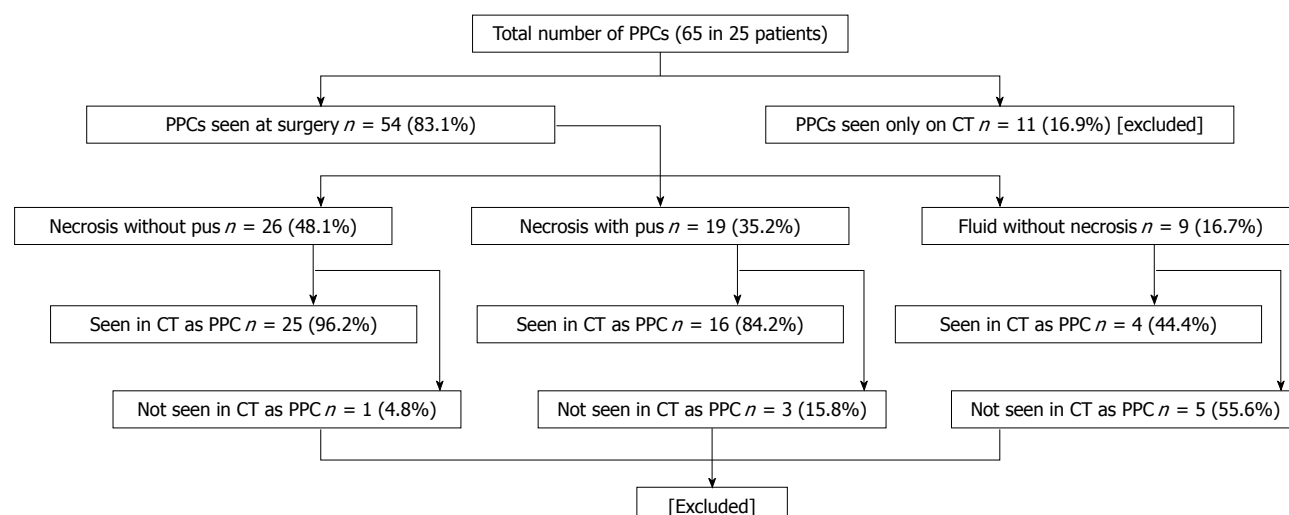 Total number of PPCs (65 in 25 patients)
PPCs seen at surgery n = 54 (83.1%)
PPCs seen only on CT n = 11 (16.9%) [excluded]
Necrosis without pus n = 26 (48.1%)
Necrosis with pus n = 19 (35.2%)
Fluid without necrosis n = 9 (16.7%)
Seen in CT as PPC n = 25 (96.2%)
Seen in CT as PPC n = 16 (84.2%)
Seen in CT as PPC n = 4 (44.4%)
Not seen in CT as PPC n = 1 (4.8%)
Not seen in CT as PPC n = 3 (15.8%)
Not seen in CT as PPC n = 5 (55.6%)
[Excluded]